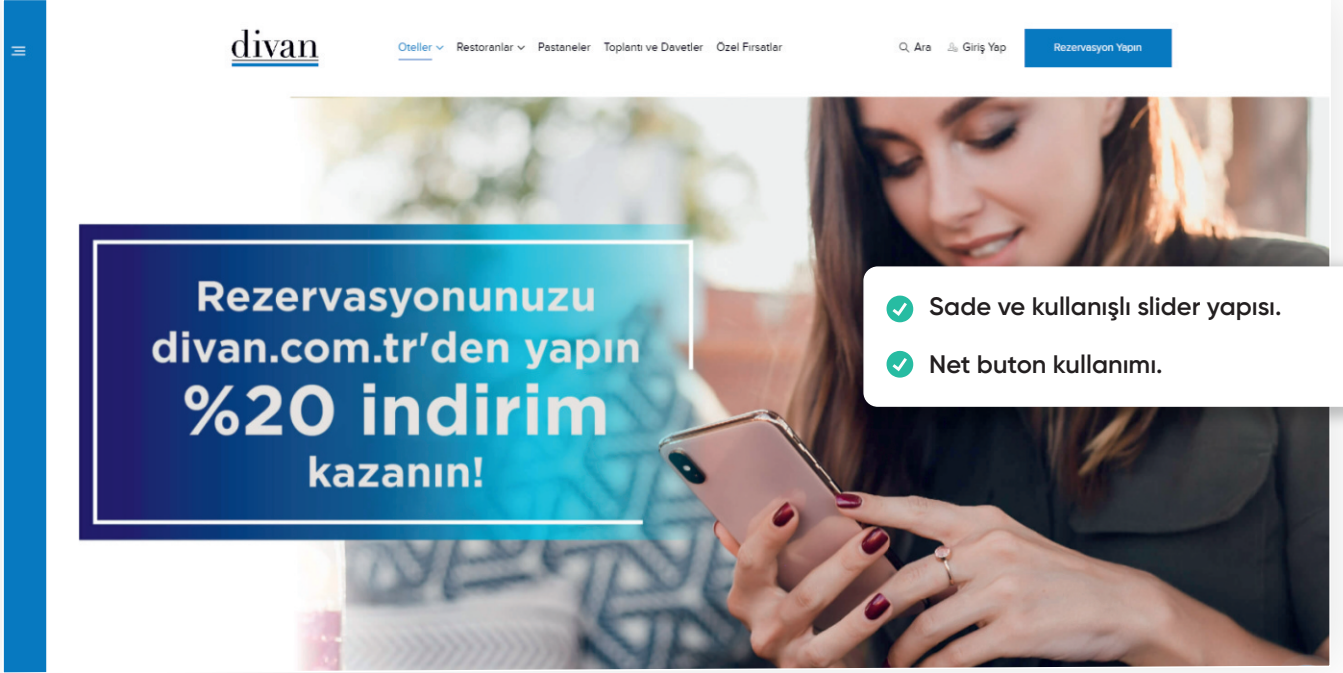 divan
Oteller Restoranlar Pastaneler Toplantı ve Davetler Özel Fırsatlar Ara Giriş Yap Rezervasyon Yapın
Rezervasyonunuzu
divan.com.tr'den yapın
%20 indirim
kazanın!
Sade ve kullanışlı slider yapısı.
Net buton kullanımı.